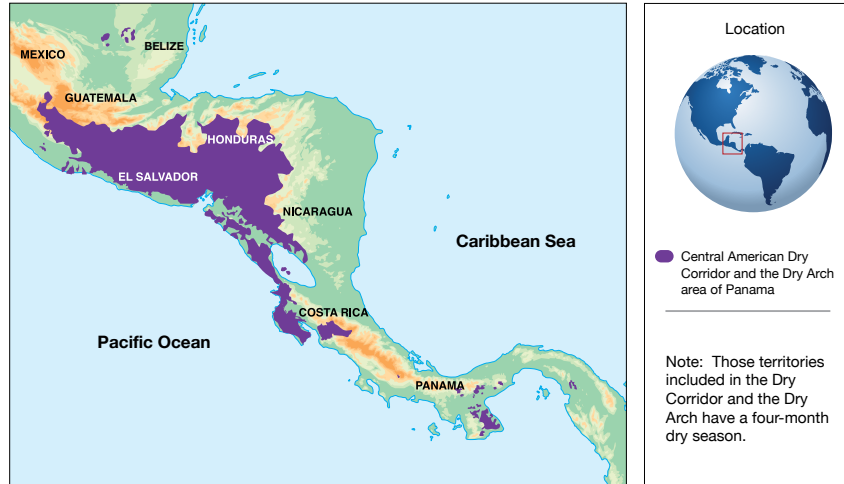 MEXICO
BELIZE
GUATEMALA
HONDURAS
EL SALVADOR
NICARAGUA
Caribbean Sea
COSTA RICA
Pacific Ocean
PANAMA
Location
Central American Dry
Corridor and the Dry Arch
area of Panama
Note: Those territories
included in the Dry
Corridor and the Dry
Arch have a four-month
dry season.